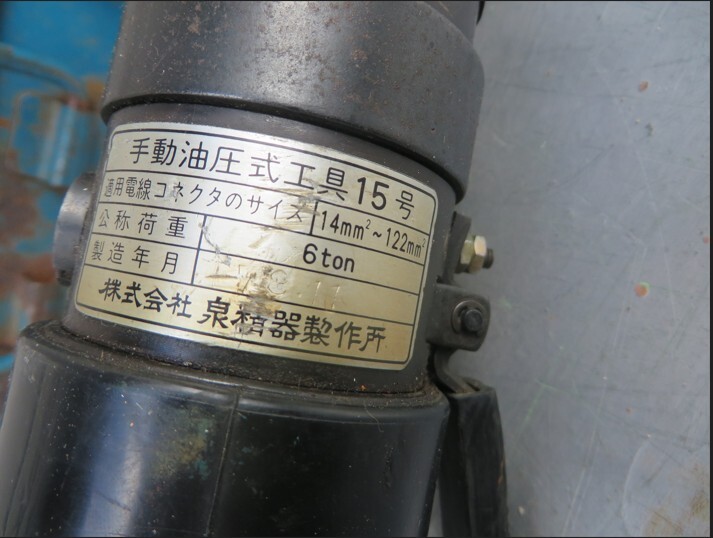 手動油圧式工具15号
適用電線コネクタのサイズ 14mm²~122mm²
公称荷重 6ton
製造年月
株式会社 泉精器製作所